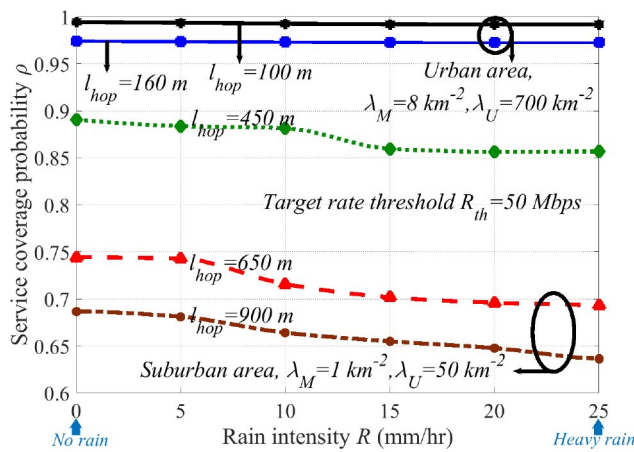 1
0.95
0.9
0.85
0.8
0.75
0.7
0.65
0.6
Service coverage probability ρ
l_hop=160 m
l_hop=100 m
Urban area,
λ_M=8 km⁻², λ_U=700 km⁻²
l_hop=450 m
Target rate threshold R_th=50 Mbps
l_hop=650 m
l_hop=900 m
Suburban area, λ_M=1 km⁻², λ_U=50 km⁻²
0 5 10 15 20 25
No rain
Rain intensity R (mm/hr)
Heavy rain